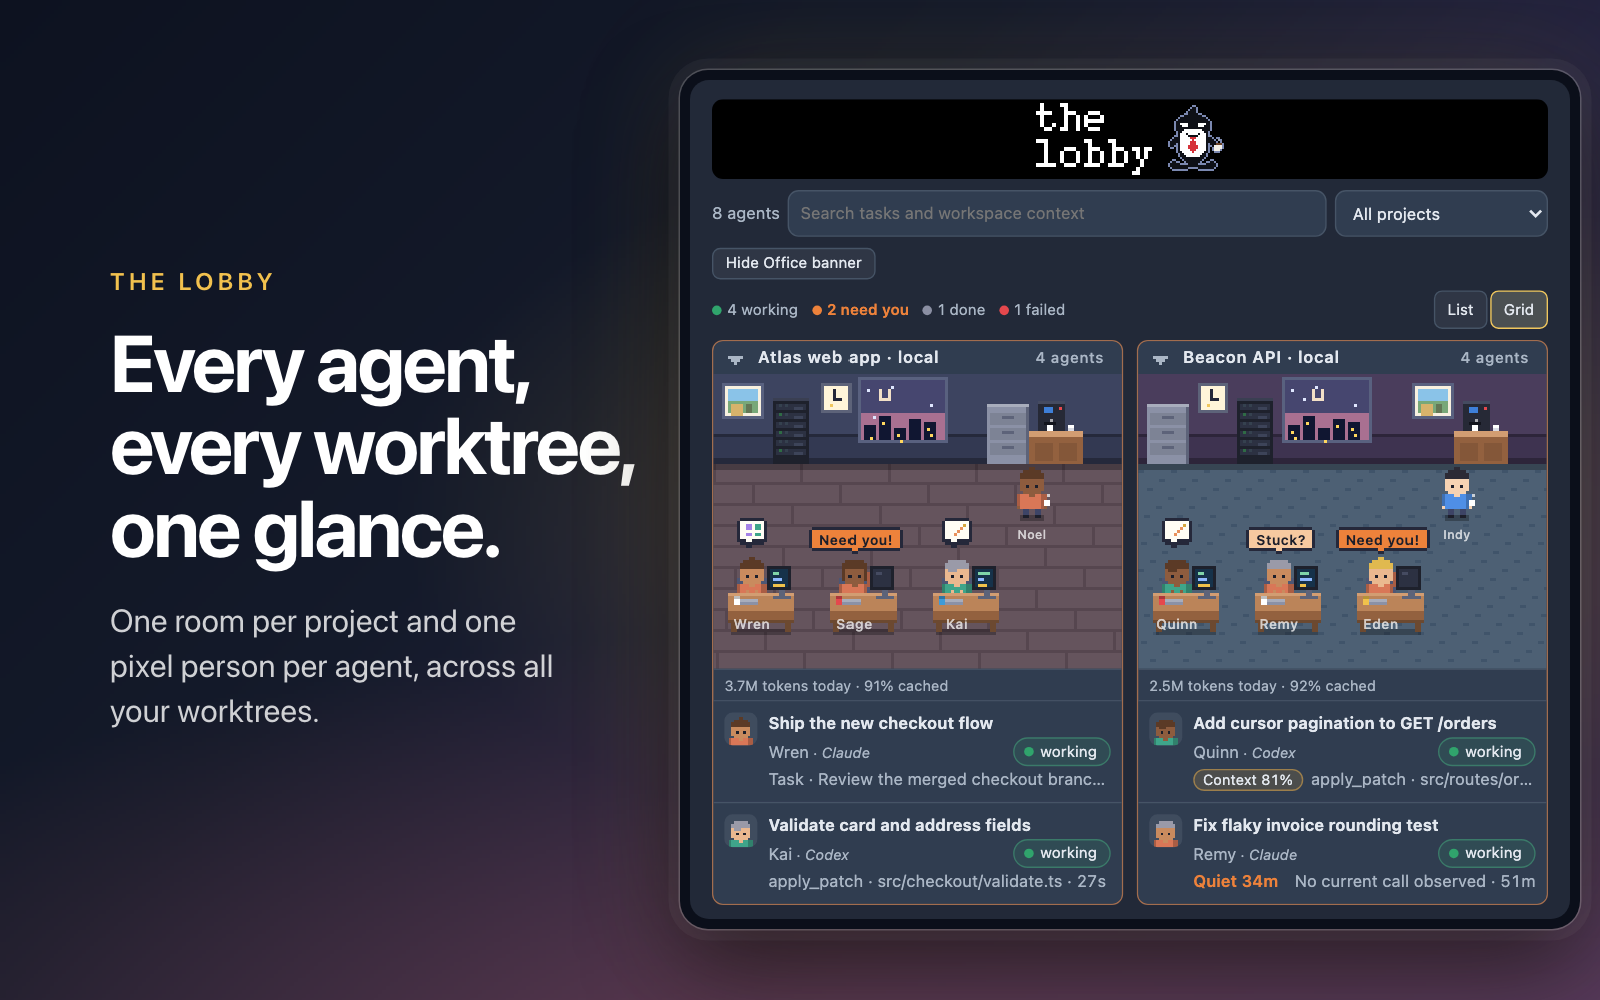 THE LOBBY
Every agent,
every worktree,
one glance.
One room per project and one
pixel person per agent, across all
your worktrees.
the
lobby
8 agents
Search tasks and workspace context
All projects
Hide Office banner
4 working
2 need you
1 done
1 failed
List
Grid
Atlas web app · local
4 agents
Noel
Need you!
Wren
Sage
Kai
3.7M tokens today · 91% cached
Ship the new checkout flow
Wren · Claude
working
Task · Review the merged checkout branc...
Validate card and address fields
Kai · Codex
working
apply_patch · src/checkout/validate.ts · 27s
Beacon API · local
4 agents
Indy
Stuck?
Need you!
Quinn
Remy
Eden
2.5M tokens today · 92% cached
Add cursor pagination to GET /orders
Quinn · Codex
working
Context 81%
apply_patch · src/routes/or...
Fix flaky invoice rounding test
Remy · Claude
working
Quiet 34m
No current call observed · 51m